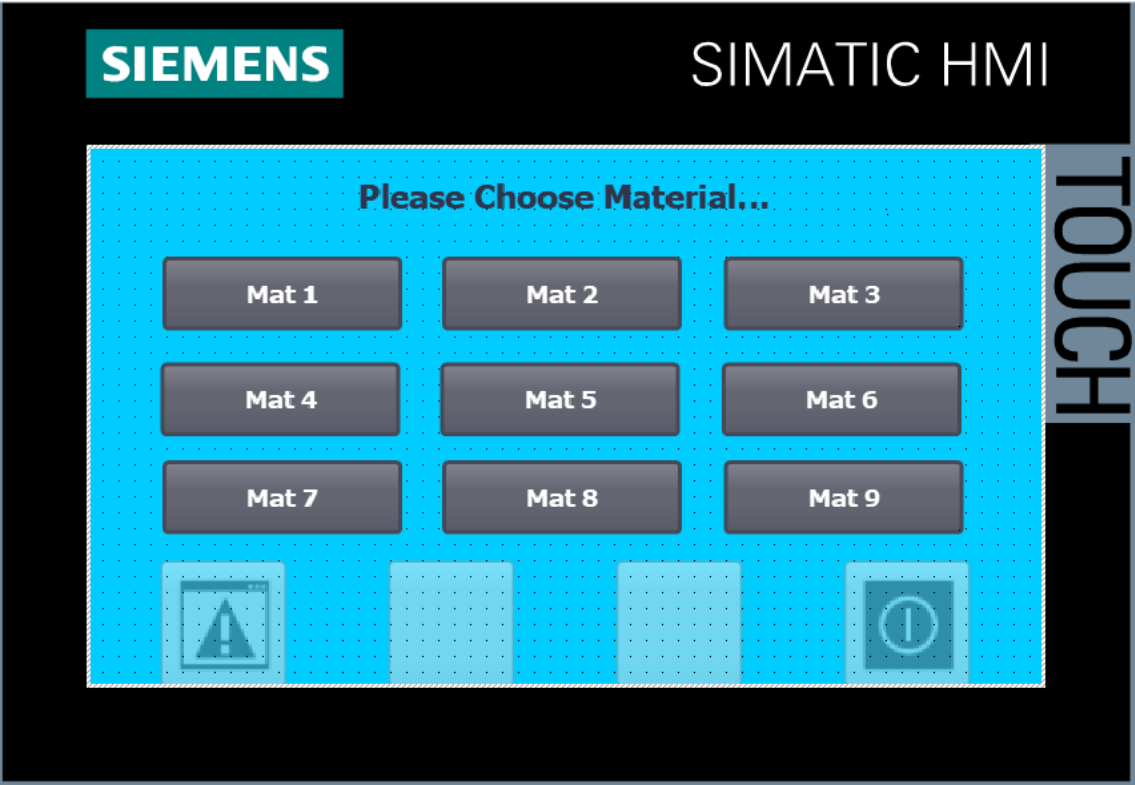 SIEMENS
SIMATIC HMI
TOUCH
Please Choose Material...
Mat 1
Mat 2
Mat 3
Mat 4
Mat 5
Mat 6
Mat 7
Mat 8
Mat 9